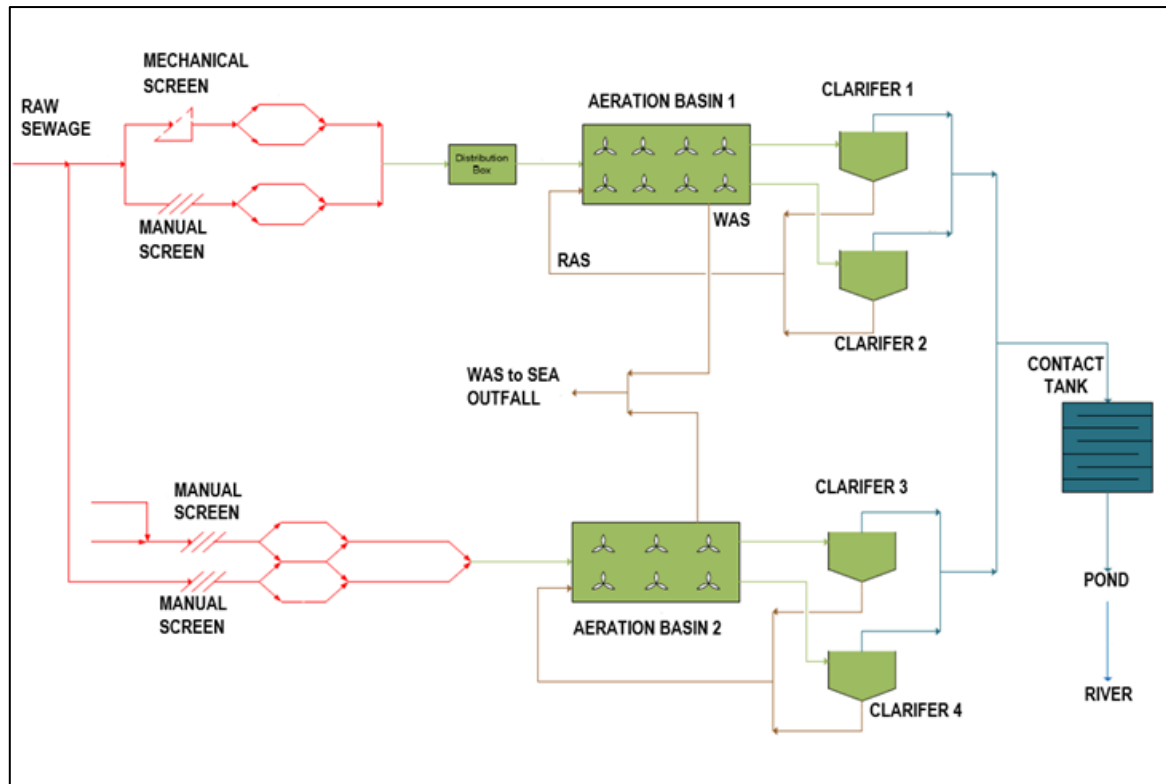 MECHANICAL
SCREEN
RAW
SEWAGE
MANUAL
SCREEN
Distribution
Box
AERATION BASIN 1
CLARIFER 1
WAS
RAS
CLARIFER 2
WAS to SEA
OUTFALL
CONTACT
TANK
MANUAL
SCREEN
MANUAL
SCREEN
AERATION BASIN 2
CLARIFER 3
CLARIFER 4
POND
RIVER